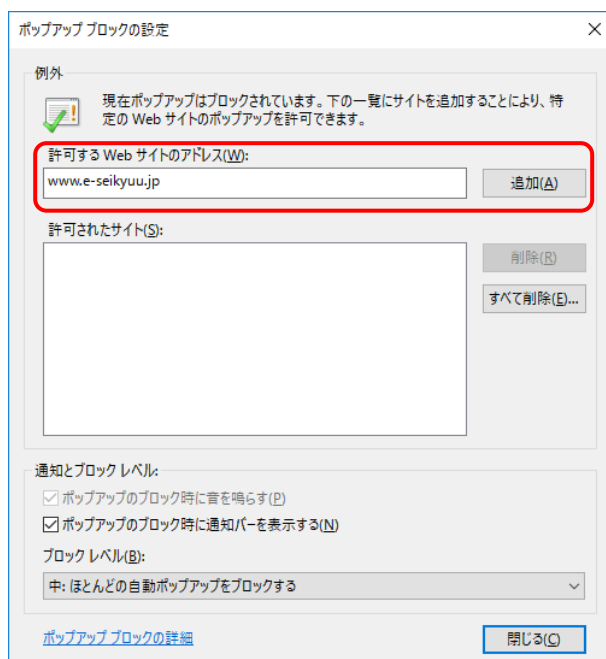 ポップアップ ブロックの設定
例外
現在ポップアップはブロックされています。下の一覧にサイトを追加することにより、特
定の Web サイトのポップアップを許可できます。
許可する Web サイトのアドレス(W):
www.e-seikyuu.jp
追加(A)
許可されたサイト(S):
削除(R)
すべて削除(E)...
通知とブロック レベル:
ポップアップのブロック時に音を鳴らす(P)
ポップアップのブロック時に通知バーを表示する(N)
ブロック レベル(B):
中: ほとんどの自動ポップアップをブロックする
ポップアップ ブロックの詳細
閉じる(C)